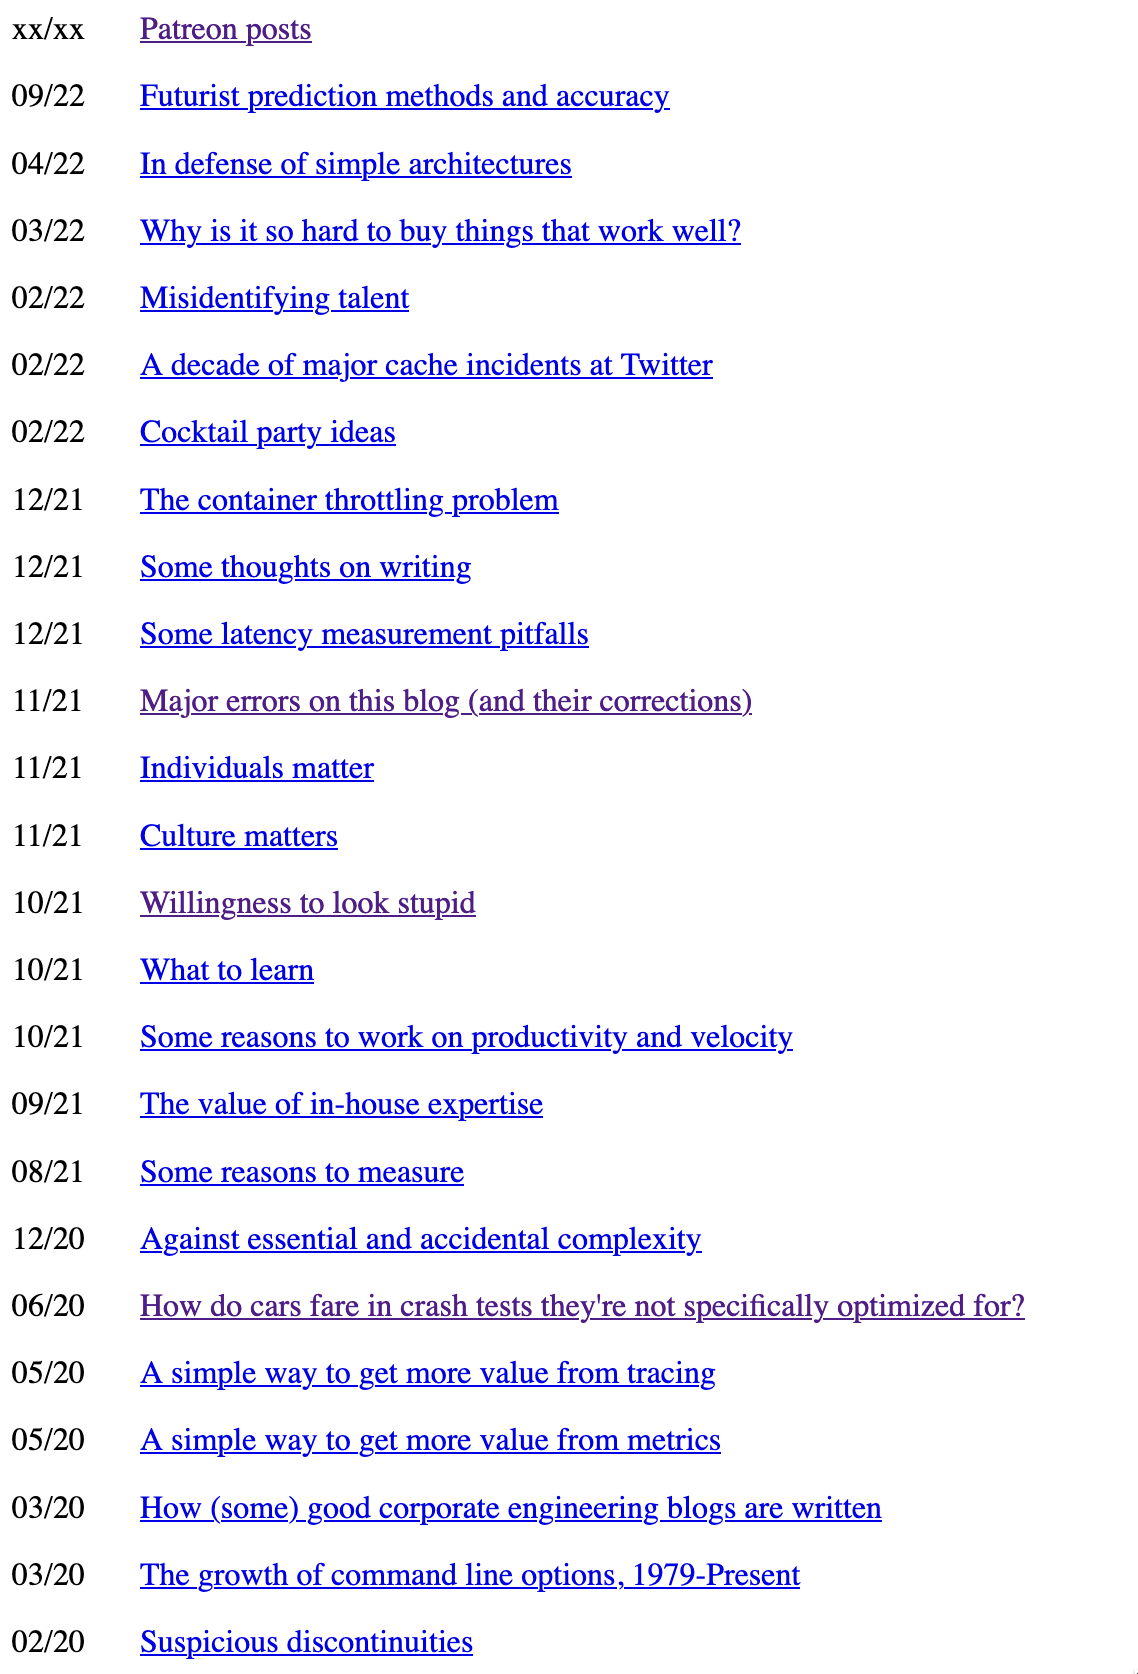 xx/xx Patreon posts
09/22 Futurist prediction methods and accuracy
04/22 In defense of simple architectures
03/22 Why is it so hard to buy things that work well?
02/22 Misidentifying talent
02/22 A decade of major cache incidents at Twitter
02/22 Cocktail party ideas
12/21 The container throttling problem
12/21 Some thoughts on writing
12/21 Some latency measurement pitfalls
11/21 Major errors on this blog (and their corrections)
11/21 Individuals matter
11/21 Culture matters
10/21 Willingness to look stupid
10/21 What to learn
10/21 Some reasons to work on productivity and velocity
09/21 The value of in-house expertise
08/21 Some reasons to measure
12/20 Against essential and accidental complexity
06/20 How do cars fare in crash tests they're not specifically optimized for?
05/20 A simple way to get more value from tracing
05/20 A simple way to get more value from metrics
03/20 How (some) good corporate engineering blogs are written
03/20 The growth of command line options, 1979-Present
02/20 Suspicious discontinuities